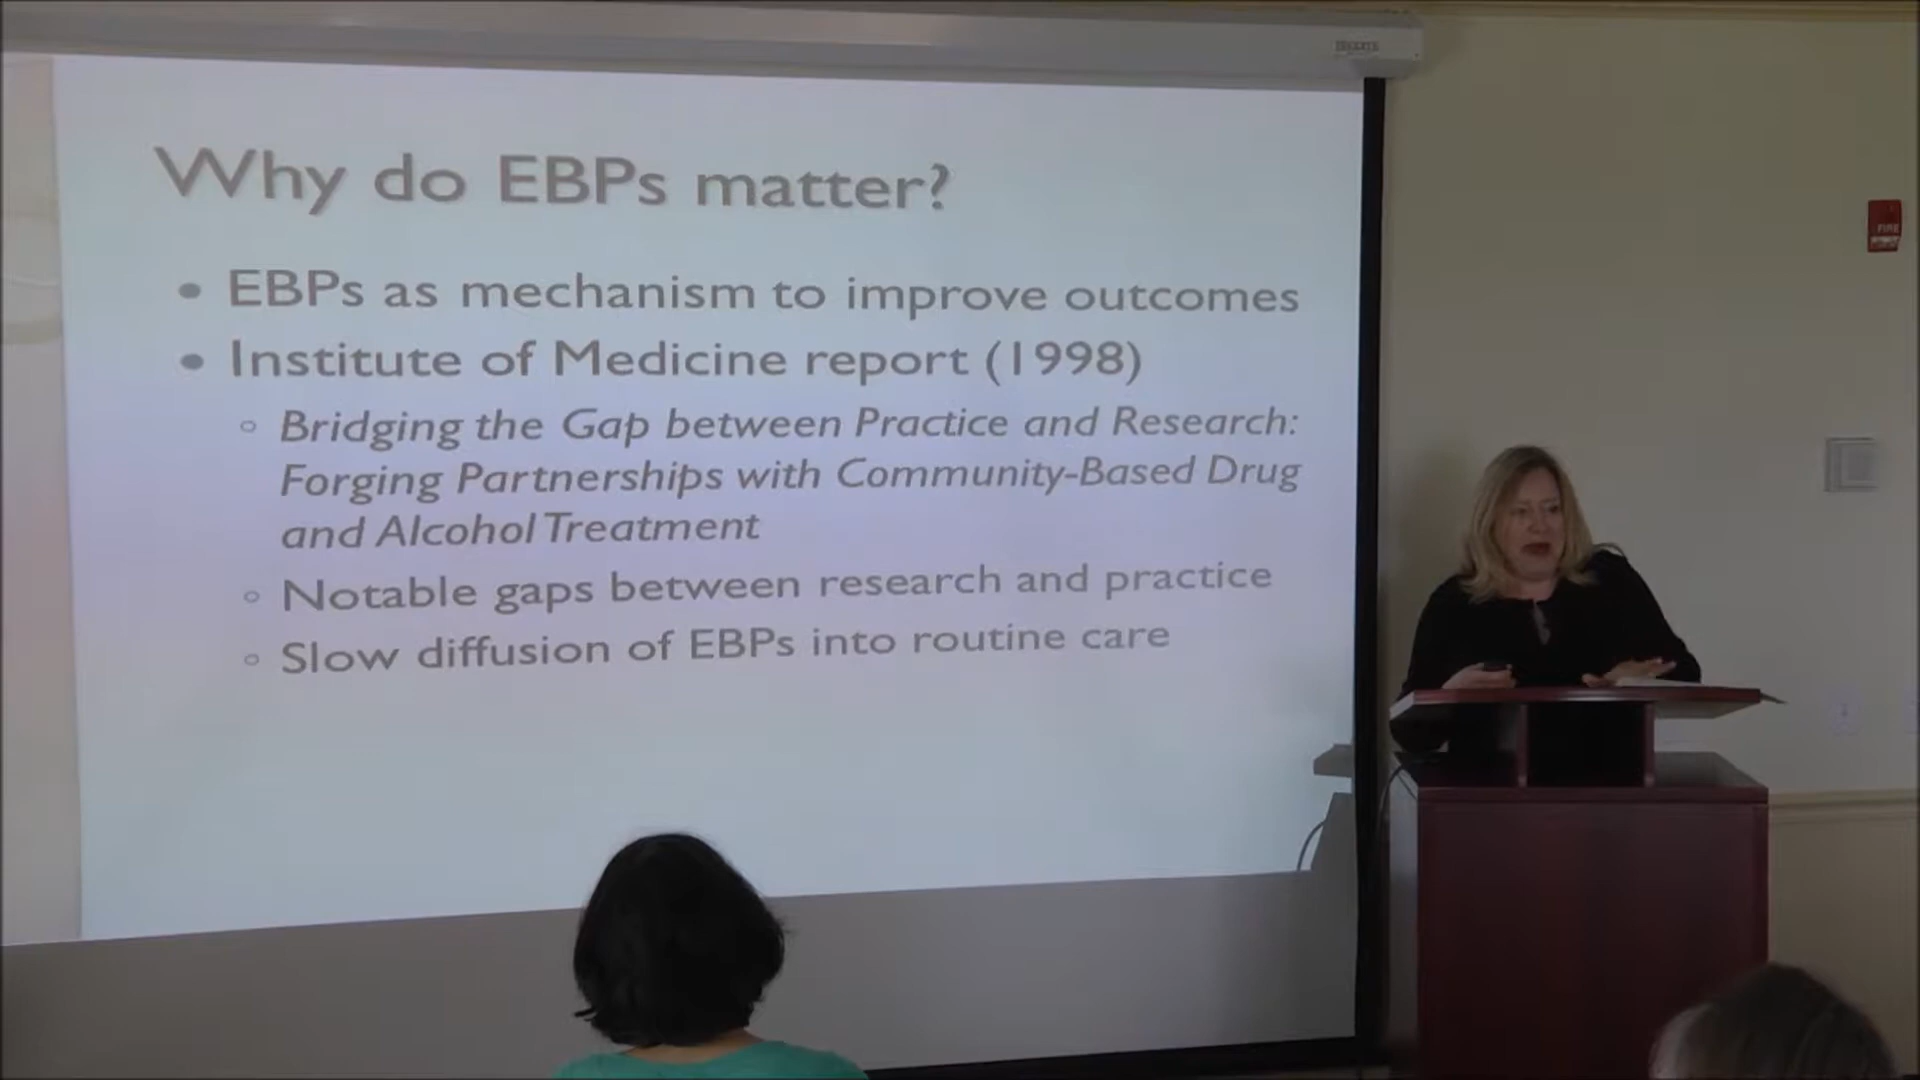 Why do EBPs matter?
• EBPs as mechanism to improve outcomes
• Institute of Medicine report (1998)
○ Bridging the Gap between Practice and Research:
Forging Partnerships with Community-Based Drug
and Alcohol Treatment
○ Notable gaps between research and practice
○ Slow diffusion of EBPs into routine care
FIRE